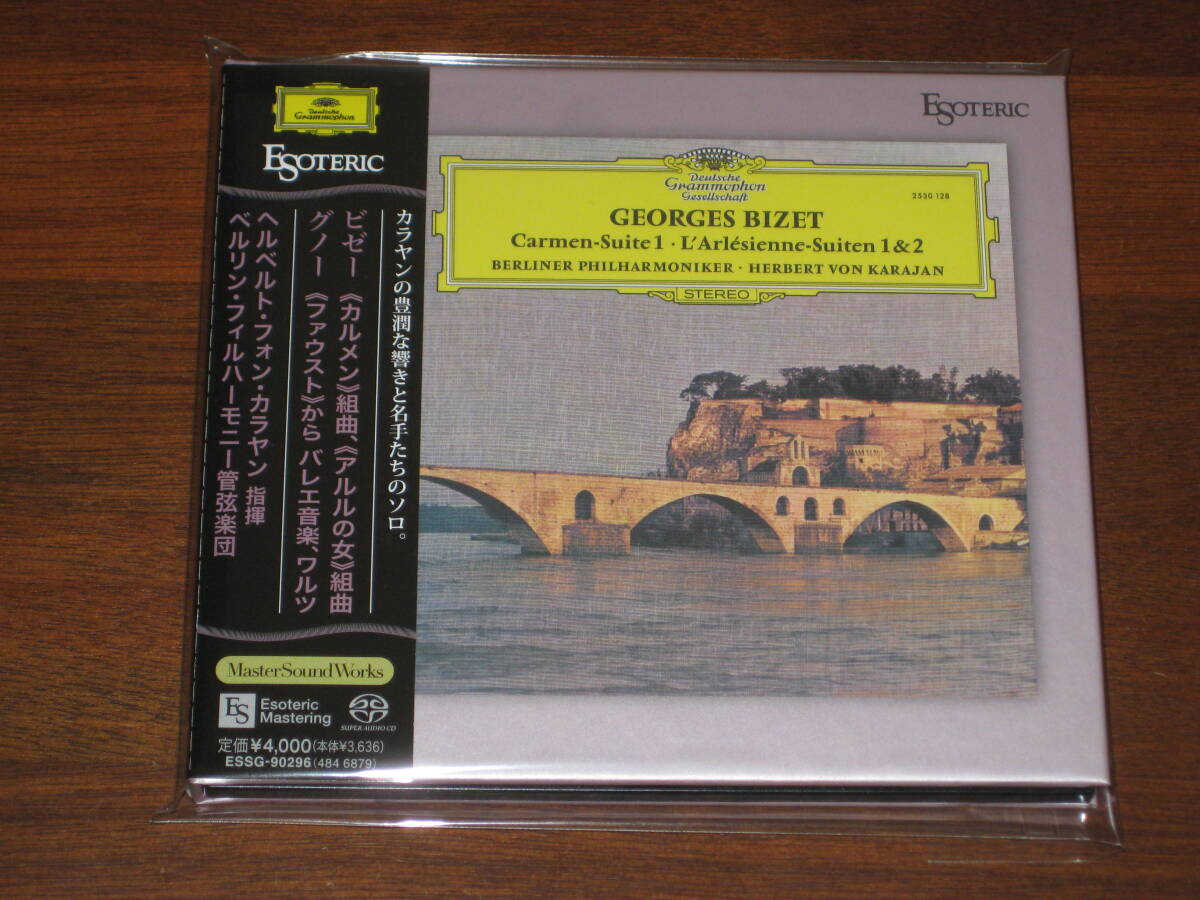 Deutsche
Grammophon
ESOTERIC
カラヤンの豊潤な響きと名手たちのソロ。
ビゼー 《カルメン》組曲、《アルルの女》組曲
グノー 《ファウスト》から バレエ音楽、ワルツ
ヘルベルト・フォン・カラヤン 指揮
ベルリン・フィルハーモニー管弦楽団
MasterSoundWorks
ES
Esoteric
Mastering
SUPER AUDIO CD
定価¥4,000(本体¥3,636)
ESSG-90296(484 6879)
ESOTERIC
Deutsche
Grammophon
Gesellschaft
2530 128
GEORGES BIZET
Carmen-Suite 1 · L'Arlésienne-Suiten 1 & 2
BERLINER PHILHARMONIKER · HERBERT VON KARAJAN
STEREO